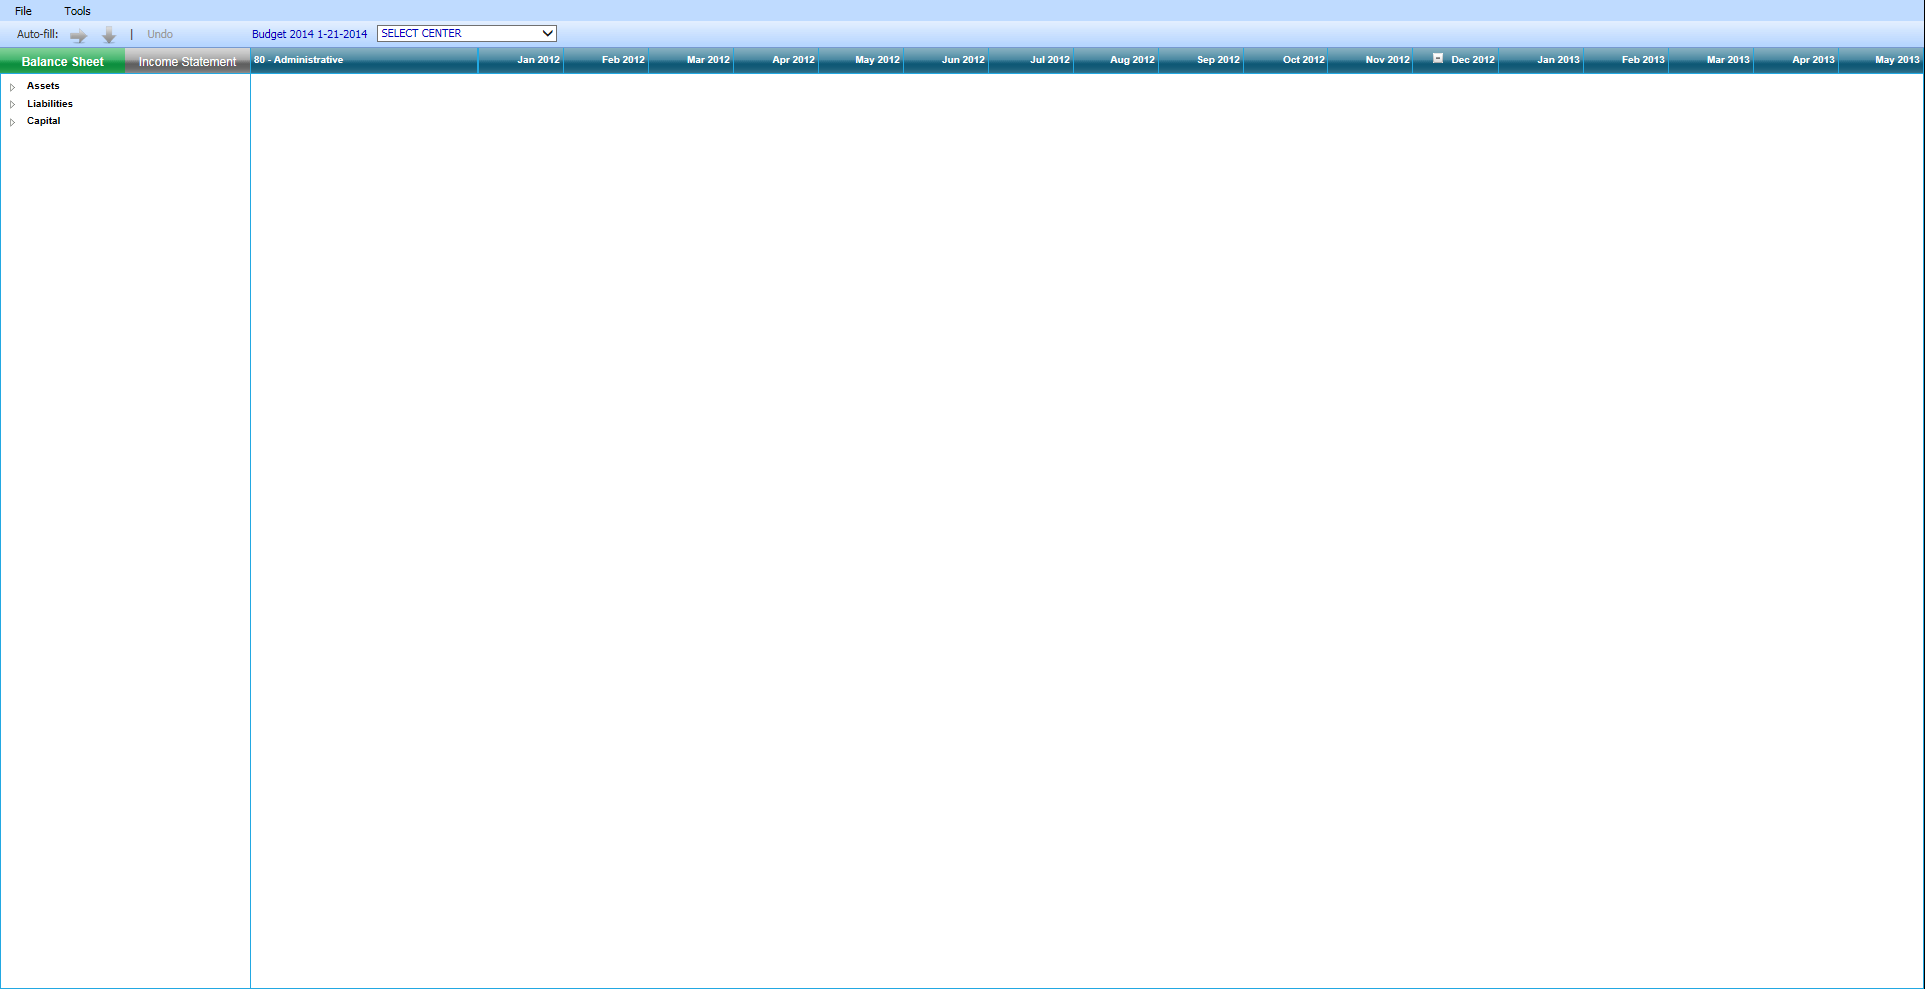 File Tools
Auto-fill: | Undo Budget 2014 1-21-2014 SELECT CENTER
Balance Sheet Income Statement 80 - Administrative Jan 2012 Feb 2012 Mar 2012 Apr 2012 May 2012 Jun 2012 Jul 2012 Aug 2012 Sep 2012 Oct 2012 Nov 2012 Dec 2012 Jan 2013 Feb 2013 Mar 2013 Apr 2013 May 2013
Assets
Liabilities
Capital